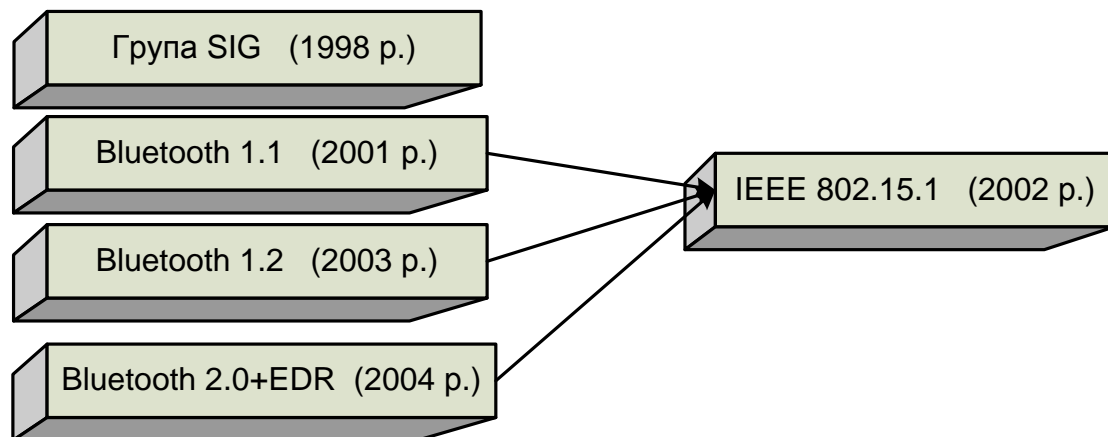 Група SIG (1998 р.)
Bluetooth 1.1 (2001 р.)
IEEE 802.15.1 (2002 р.)
Bluetooth 1.2 (2003 р.)
Bluetooth 2.0+EDR (2004 р.)